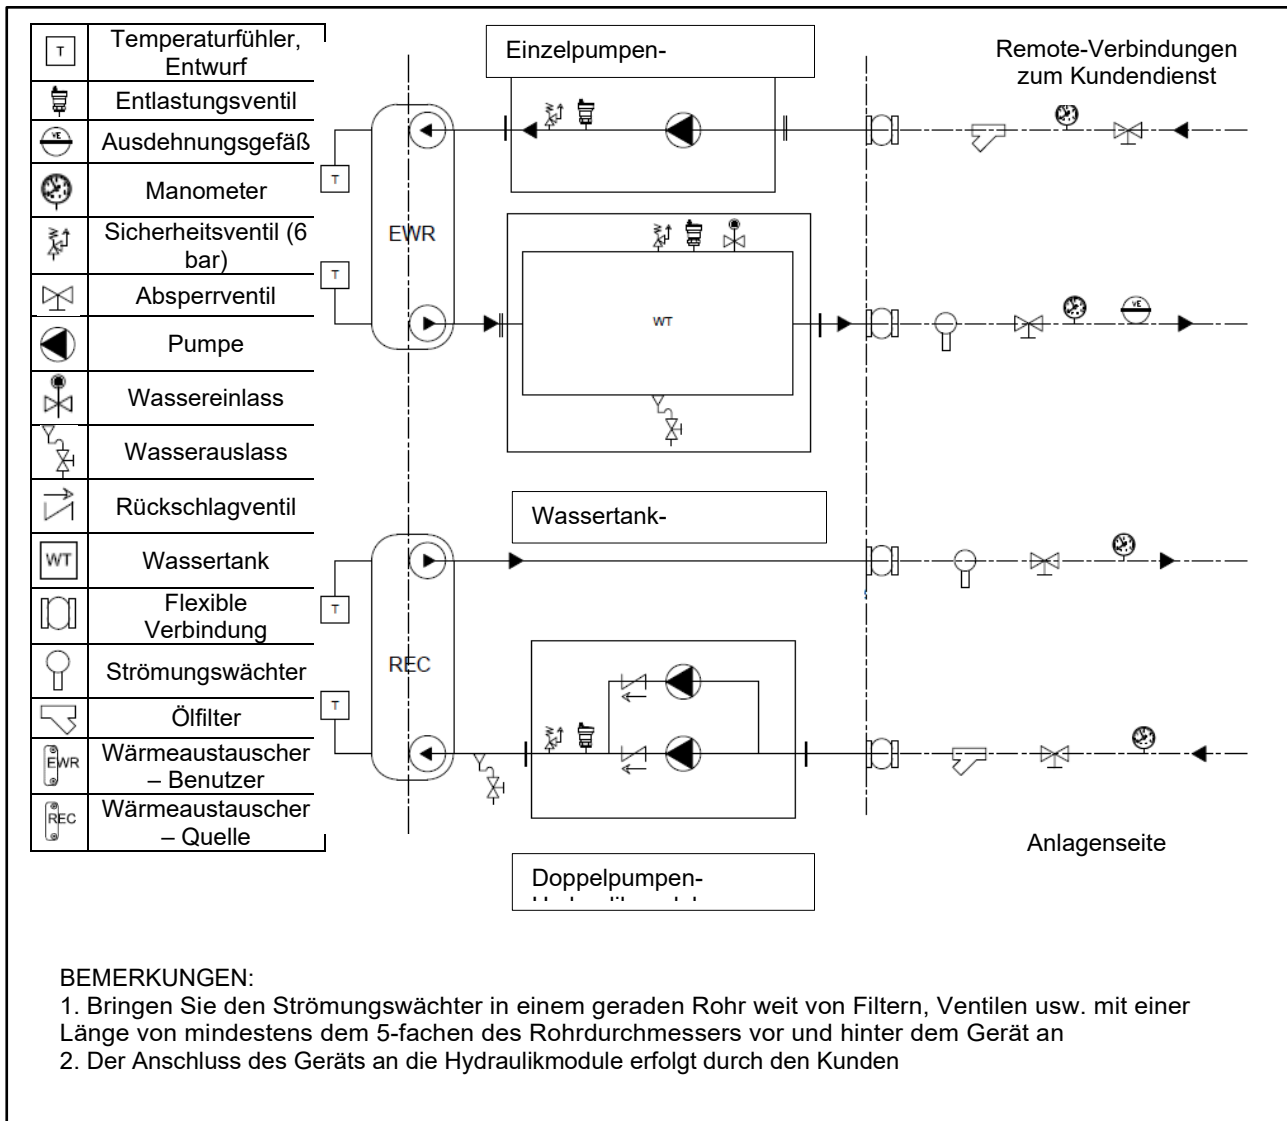 T
Temperaturfühler,
Entwurf
Entlastungsventil
VE
Ausdehnungsgefäß
Manometer
Sicherheitsventil (6
bar)
Absperrventil
Pumpe
Wassereinlass
Wasserauslass
Rückschlagventil
WT
Wassertank
Flexible
Verbindung
Strömungswächter
Ölfilter
EWR
Wärmeaustauscher
– Benutzer
REC
Wärmeaustauscher
– Quelle
Einzelpumpen-
Remote-Verbindungen
zum Kundendienst
T
EWR
T
WT
VE
Wassertank-
T
REC
T
Anlagenseite
Doppelpumpen-
BEMERKUNGEN:
1. Bringen Sie den Strömungswächter in einem geraden Rohr weit von Filtern, Ventilen usw. mit einer
Länge von mindestens dem 5-fachen des Rohrdurchmessers vor und hinter dem Gerät an
2. Der Anschluss des Geräts an die Hydraulikmodule erfolgt durch den Kunden